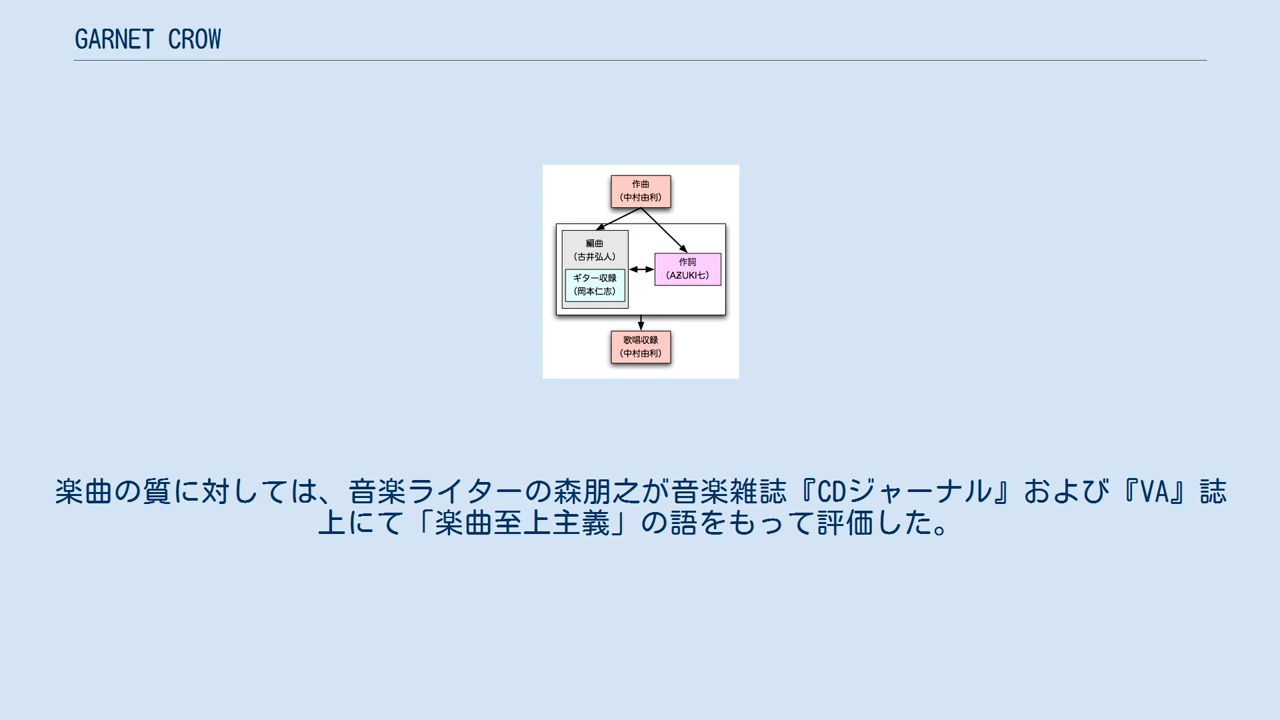 GARNET CROW
作曲
（中村由利）
編曲
（古井弘人）
ギター収録
（岡本仁志）
作詞
（AZUKI七）
歌唱収録
（中村由利）
楽曲の質に対しては、音楽ライターの森朋之が音楽雑誌『CDジャーナル』および『VA』誌
上にて「楽曲至上主義」の語をもって評価した。